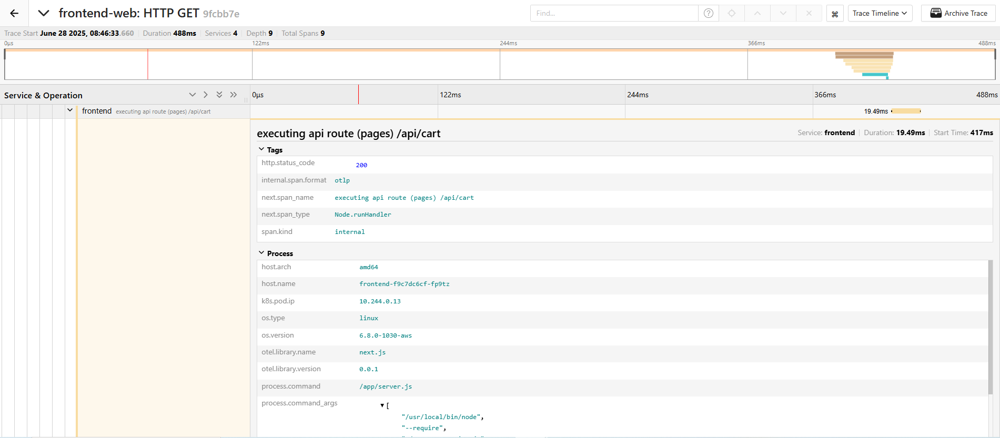 frontend-web: HTTP GET 9fcbb7e
Find...
Trace Timeline
Archive Trace
Trace Start June 28 2025, 08:46:33.660 Duration 488ms Services 4 Depth 9 Total Spans 9
0μs 122ms 244ms 366ms 488ms
Service & Operation
0μs 122ms 244ms 366ms 488ms
frontend executing api route (pages) /api/cart
19.49ms
executing api route (pages) /api/cart
Service: frontend Duration: 19.49ms Start Time: 417ms
Tags
http.status_code 200
internal.span.format otlp
next.span_name executing api route (pages) /api/cart
next.span_type Node.runHandler
span.kind internal
Process
host.arch amd64
host.name frontend-f9c7dc6cf-fp9tz
k8s.pod.ip 10.244.0.13
os.type linux
os.version 6.8.0-1030-aws
otel.library.name next.js
otel.library.version 0.0.1
process.command /app/server.js
process.command_args [
"/usr/local/bin/node",
"--require",